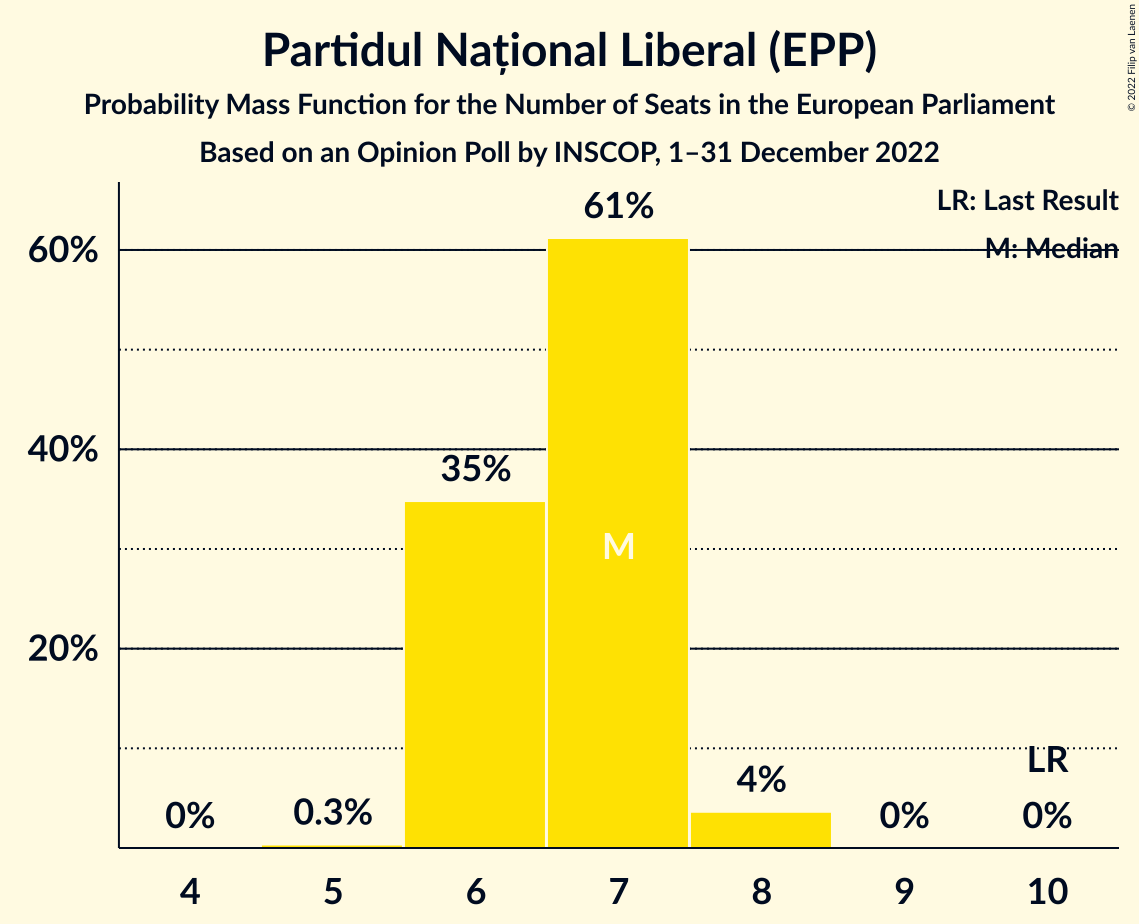 Partidul Național Liberal (EPP)
Probability Mass Function for the Number of Seats in the European Parliament
Based on an Opinion Poll by INSCOP, 1–31 December 2022
© 2022 Filip van Laenen
LR: Last Result
M: Median
60%
40%
20%
0%
0.3%
35%
61%
M
4%
0%
LR
0%
4 5 6 7 8 9 10